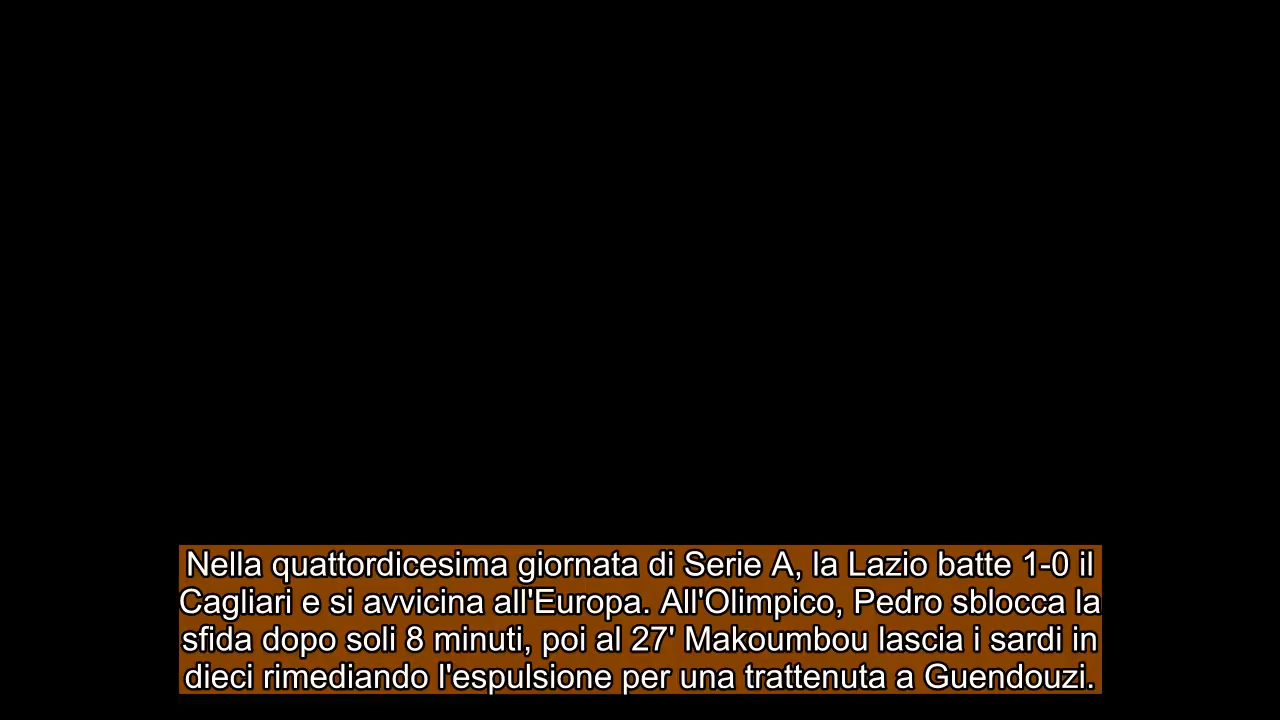 Nella quattordicesima giornata di Serie A, la Lazio batte 1-0 il
Cagliari e si avvicina all'Europa. All'Olimpico, Pedro sblocca la
sfida dopo soli 8 minuti, poi al 27' Makoumbou lascia i sardi in
dieci rimediando l'espulsione per una trattenuta a Guendouzi.